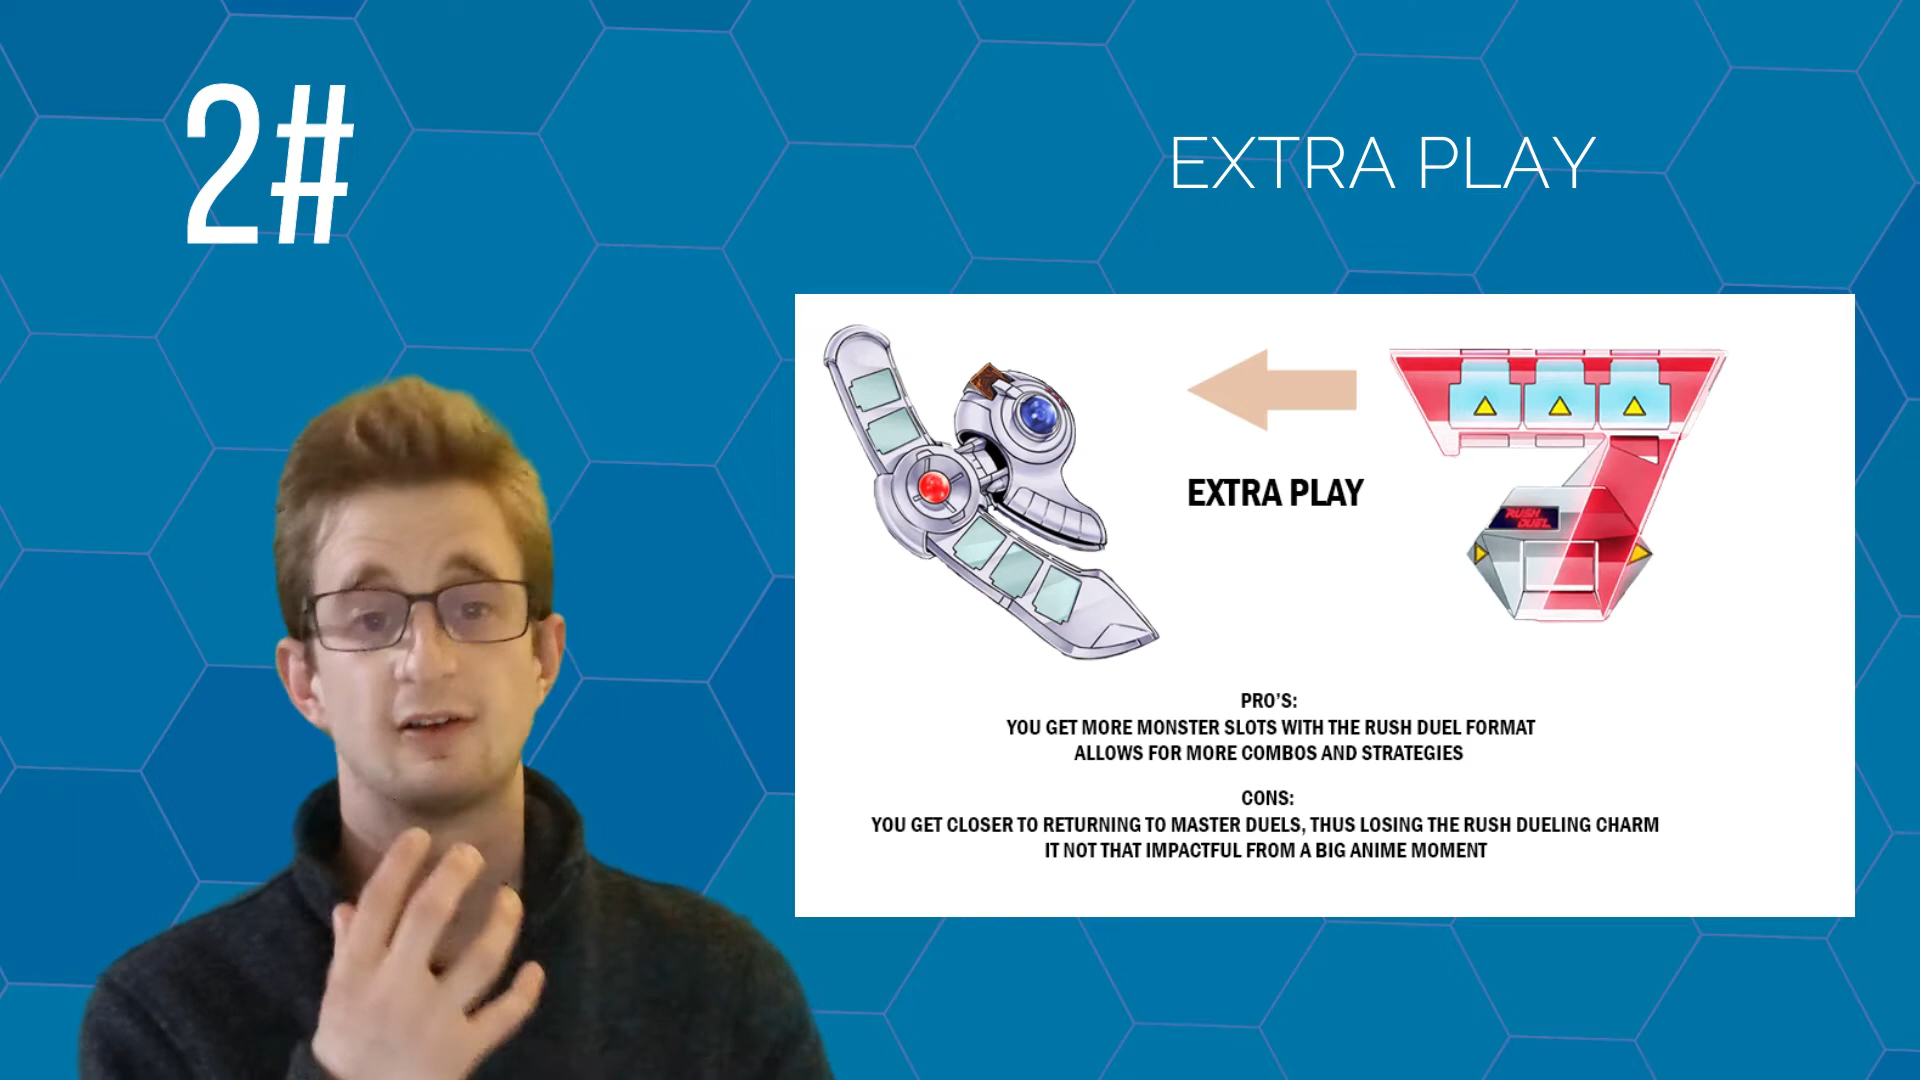 2#
EXTRA PLAY
RUSH
DUEL
EXTRA PLAY
PRO'S:
YOU GET MORE MONSTER SLOTS WITH THE RUSH DUEL FORMAT
ALLOWS FOR MORE COMBOS AND STRATEGIES
CONS:
YOU GET CLOSER TO RETURNING TO MASTER DUELS, THUS LOSING THE RUSH DUELING CHARM
IT NOT THAT IMPACTFUL FROM A BIG ANIME MOMENT